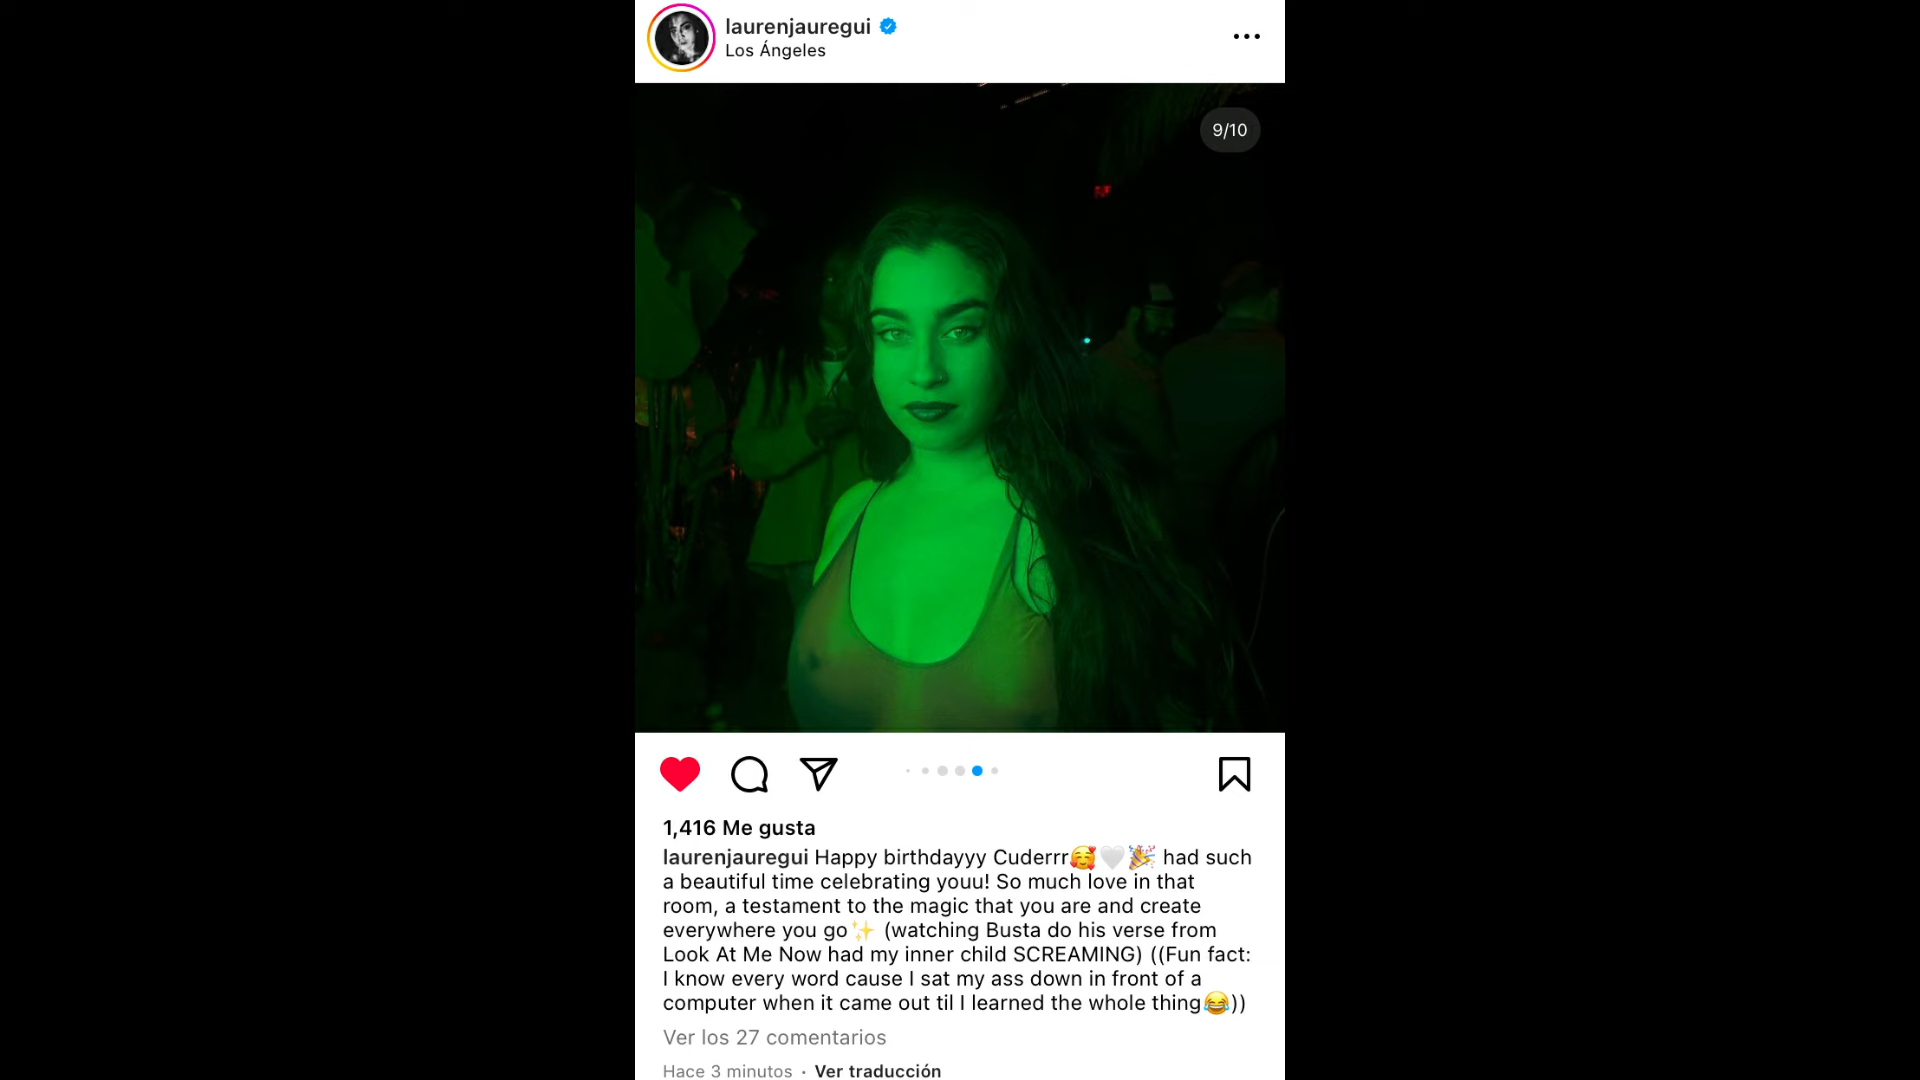 laurenjauregui
Los Ángeles
9/10
1,416 Me gusta
laurenjauregui Happy birthdayyy Cuderrr🥰🤍🎉 had such
a beautiful time celebrating youu! So much love in that
room, a testament to the magic that you are and create
everywhere you go✨ (watching Busta do his verse from
Look At Me Now had my inner child SCREAMING) ((Fun fact:
I know every word cause I sat my ass down in front of a
computer when it came out til I learned the whole thing😂))
Ver los 27 comentarios
Hace 3 minutos · Ver traducción